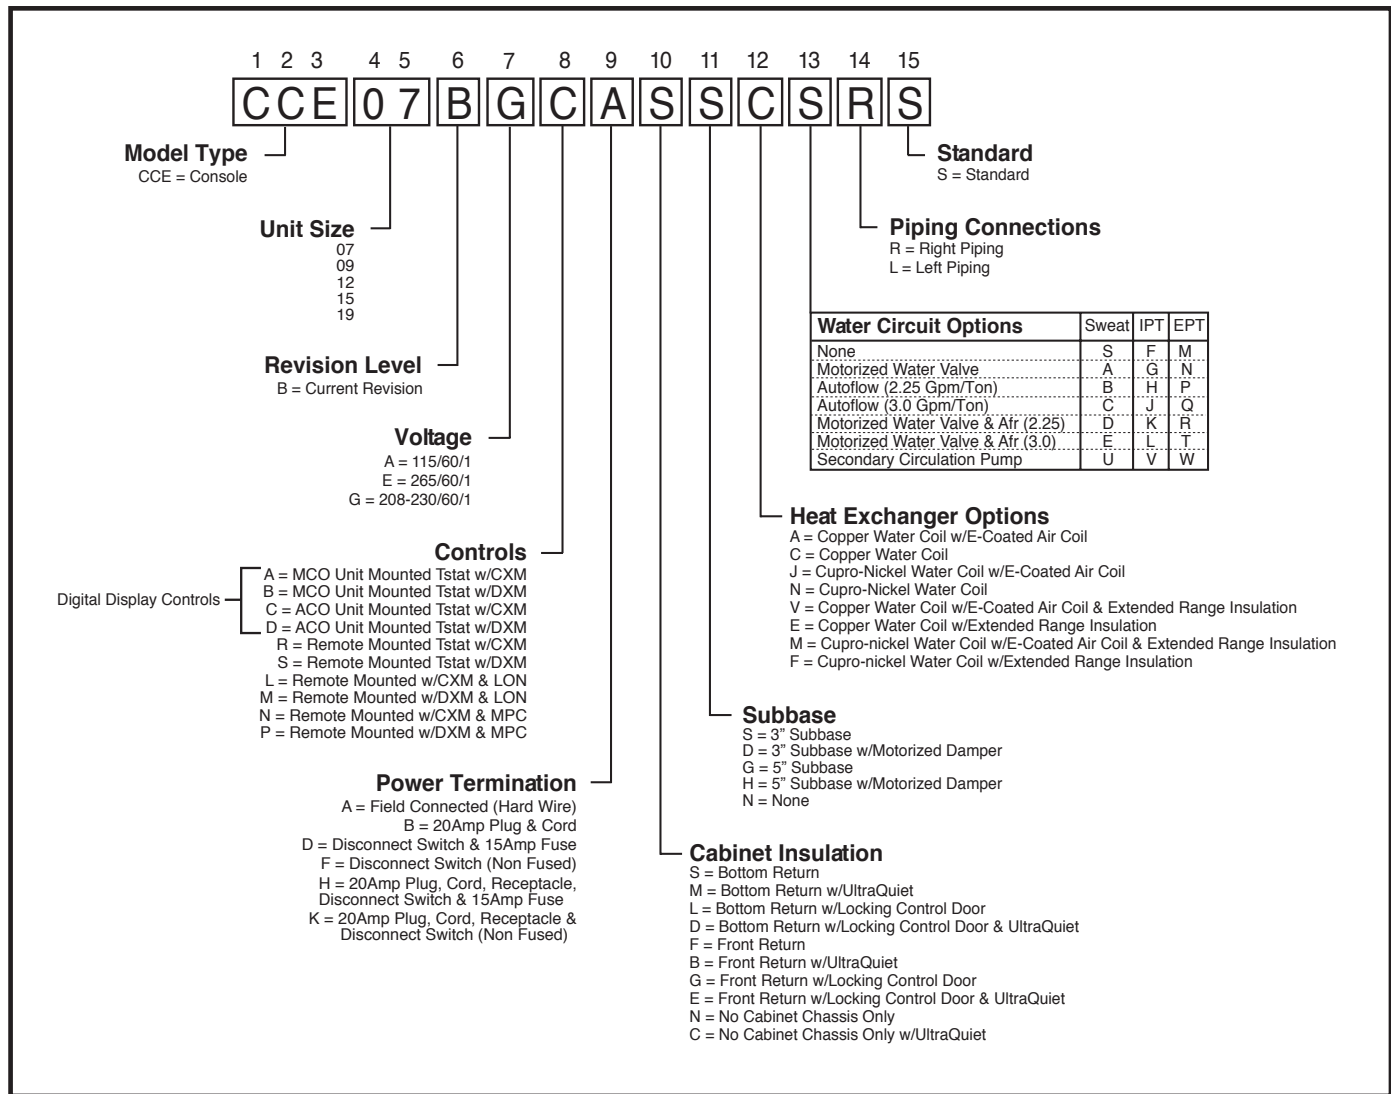 1 2 3 4 5 6 7 8 9 10 11 12 13 14 15
CCE 07 B G C A S S C S R S
Model Type
CCE = Console
Unit Size
07
09
12
15
19
Revision Level
B = Current Revision
Voltage
A = 115/60/1
E = 265/60/1
G = 208-230/60/1
Controls
Digital Display Controls
A = MCO Unit Mounted Tstat w/CXM
B = MCO Unit Mounted Tstat w/DXM
C = ACO Unit Mounted Tstat w/CXM
D = ACO Unit Mounted Tstat w/DXM
R = Remote Mounted Tstat w/CXM
S = Remote Mounted Tstat w/DXM
L = Remote Mounted w/CXM & LON
M = Remote Mounted w/DXM & LON
N = Remote Mounted w/CXM & MPC
P = Remote Mounted w/DXM & MPC
Power Termination
A = Field Connected (Hard Wire)
B = 20Amp Plug & Cord
D = Disconnect Switch & 15Amp Fuse
F = Disconnect Switch (Non Fused)
H = 20Amp Plug, Cord, Receptacle,
Disconnect Switch & 15Amp Fuse
K = 20Amp Plug, Cord, Receptacle &
Disconnect Switch (Non Fused)
Standard
S = Standard
Piping Connections
R = Right Piping
L = Left Piping
Water Circuit Options Sweat IPT EPT
None S F M
Motorized Water Valve A G N
Autoflow (2.25 Gpm/Ton) B H P
Autoflow (3.0 Gpm/Ton) C J Q
Motorized Water Valve & Afr (2.25) D K R
Motorized Water Valve & Afr (3.0) E L T
Secondary Circulation Pump U V W
Heat Exchanger Options
A = Copper Water Coil w/E-Coated Air Coil
C = Copper Water Coil
J = Cupro-Nickel Water Coil w/E-Coated Air Coil
N = Cupro-Nickel Water Coil
V = Copper Water Coil w/E-Coated Air Coil & Extended Range Insulation
E = Copper Water Coil w/Extended Range Insulation
M = Cupro-nickel Water Coil w/E-Coated Air Coil & Extended Range Insulation
F = Cupro-nickel Water Coil w/Extended Range Insulation
Subbase
S = 3” Subbase
D = 3” Subbase w/Motorized Damper
G = 5” Subbase
H = 5” Subbase w/Motorized Damper
N = None
Cabinet Insulation
S = Bottom Return
M = Bottom Return w/UltraQuiet
L = Bottom Return w/Locking Control Door
D = Bottom Return w/Locking Control Door & UltraQuiet
F = Front Return
B = Front Return w/UltraQuiet
G = Front Return w/Locking Control Door
E = Front Return w/Locking Control Door & UltraQuiet
N = No Cabinet Chassis Only
C = No Cabinet Chassis Only w/UltraQuiet